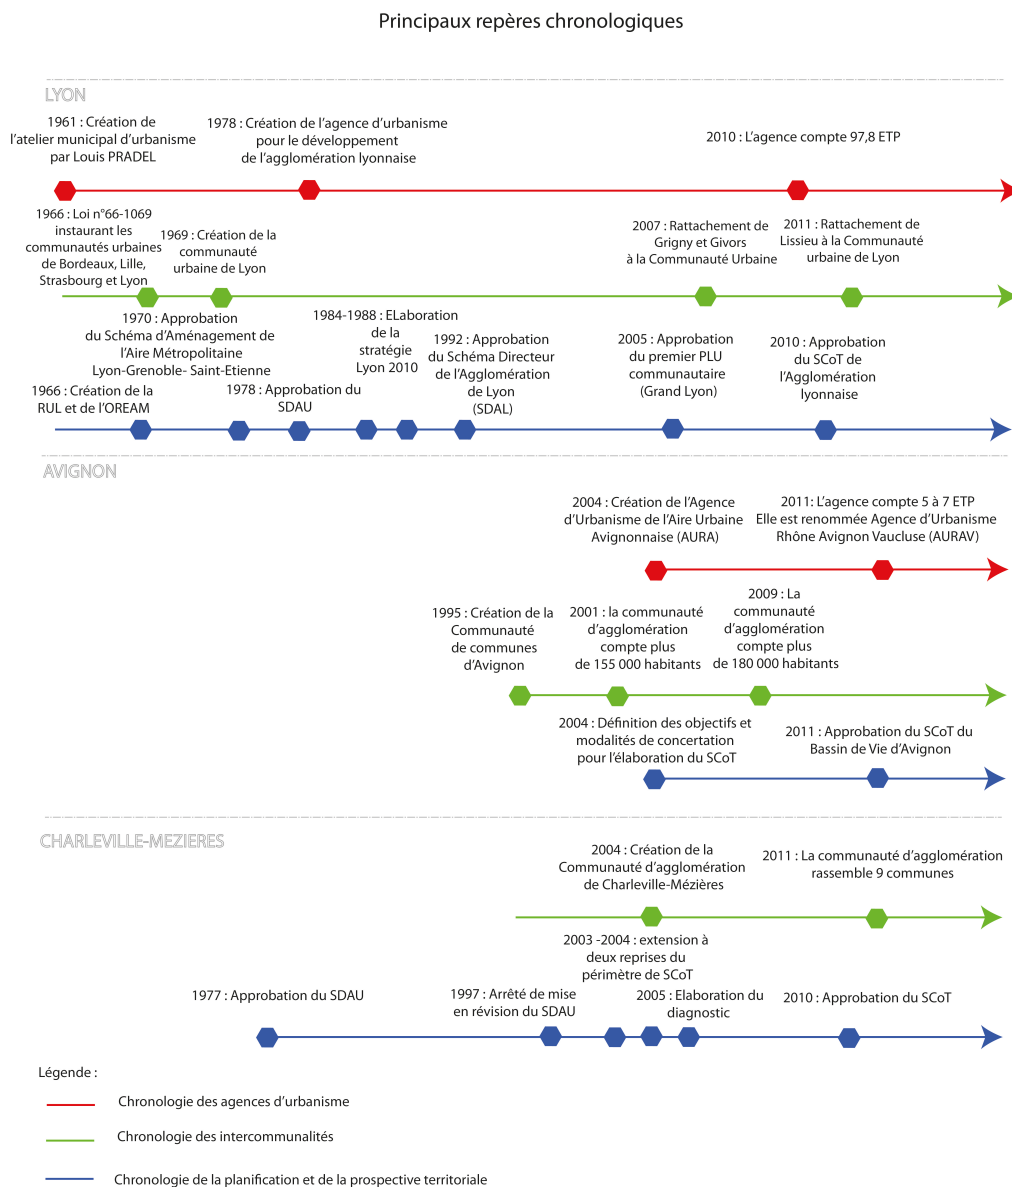 Principaux repères chronologiques
LYON
1961 : Création de
l'atelier municipal d'urbanisme
par Louis PRADEL
1978 : Création de l'agence d'urbanisme
pour le développement
de l'agglomération lyonnaise
2010 : L'agence compte 97,8 ETP
1966 : Loi n°66-1069
instaurant les
communautés urbaines
de Bordeaux, Lille,
Strasbourg et Lyon
1969 : Création de la
communauté
urbaine de Lyon
2007 : Rattachement de
Grigny et Givors
à la Communauté Urbaine
2011 : Rattachement de
Lissieu à la Communauté
urbaine de Lyon
1966 : Création de la
RUL et de l'OREAM
1970 : Approbation
du Schéma d'Aménagement de
l'Aire Métropolitaine
Lyon-Grenoble- Saint-Etienne
1978 : Approbation du
SDAU
1984-1988 : ELaboration
de la
stratégie
Lyon 2010
1992 : Approbation
du Schéma Directeur
de l'Agglomération
de Lyon
(SDAL)
2005 : Approbation
du premier PLU
communautaire
(Grand Lyon)
2010 : Approbation
du SCoT de
l'Agglomération
lyonnaise
AVIGNON
2004 : Création de l'Agence
d'Urbanisme de l'Aire Urbaine
Avignonnaise (AURA)
2011: L'agence compte 5 à 7 ETP
Elle est renommée Agence d'Urbanisme
Rhône Avignon Vaucluse (AURAV)
1995 : Création de la
Communauté
de communes
d'Avignon
2001 : la communauté
d'agglomération
compte plus
de 155 000 habitants
2009 : La
communauté
d'agglomération
compte plus
de 180 000 habitants
2004 : Définition des objectifs et
modalités de concertation
pour l'élaboration du SCoT
2011 : Approbation du SCoT du
Bassin de Vie d'Avignon
CHARLEVILLE-MEZIERES
2004 : Création de la
Communauté d'agglomération
de Charleville-Mézières
2011 : La communauté d'agglomération
rassemble 9 communes
1977 : Approbation du SDAU
1997 : Arrêté de mise
en révision du SDAU
2003 -2004 : extension à
deux reprises du
périmètre de SCoT
2005 : Elaboration du
diagnostic
2010 : Approbation du SCoT
Légende :
Chronologie des agences d'urbanisme
Chronologie des intercommunalités
Chronologie de la planification et de la prospective territoriale